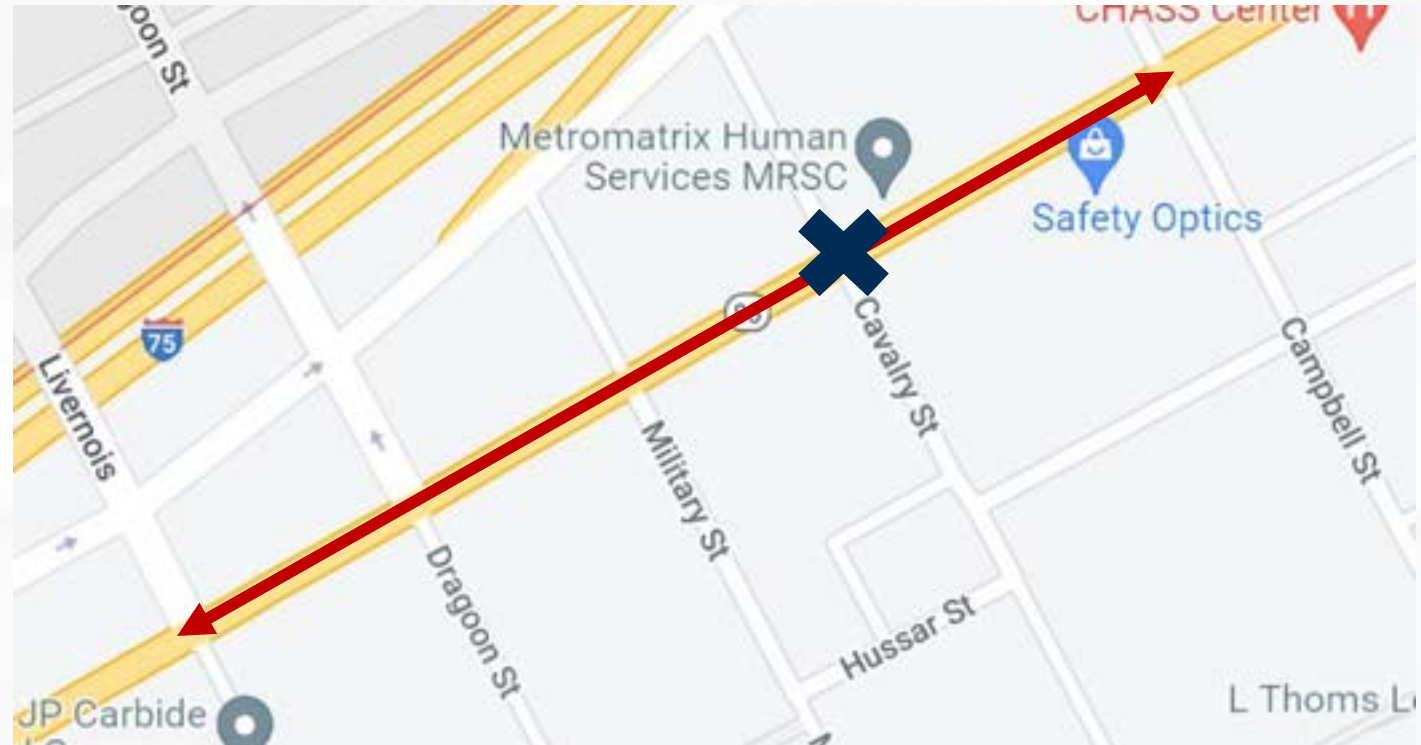 CHASS Center
oon St
Metromatrix Human
Services MRSC
Safety Optics
75
Livernois
Cavalry St
Campbell St
Military St
Dragoon St
Hussar St
JP Carbide
L Thoms